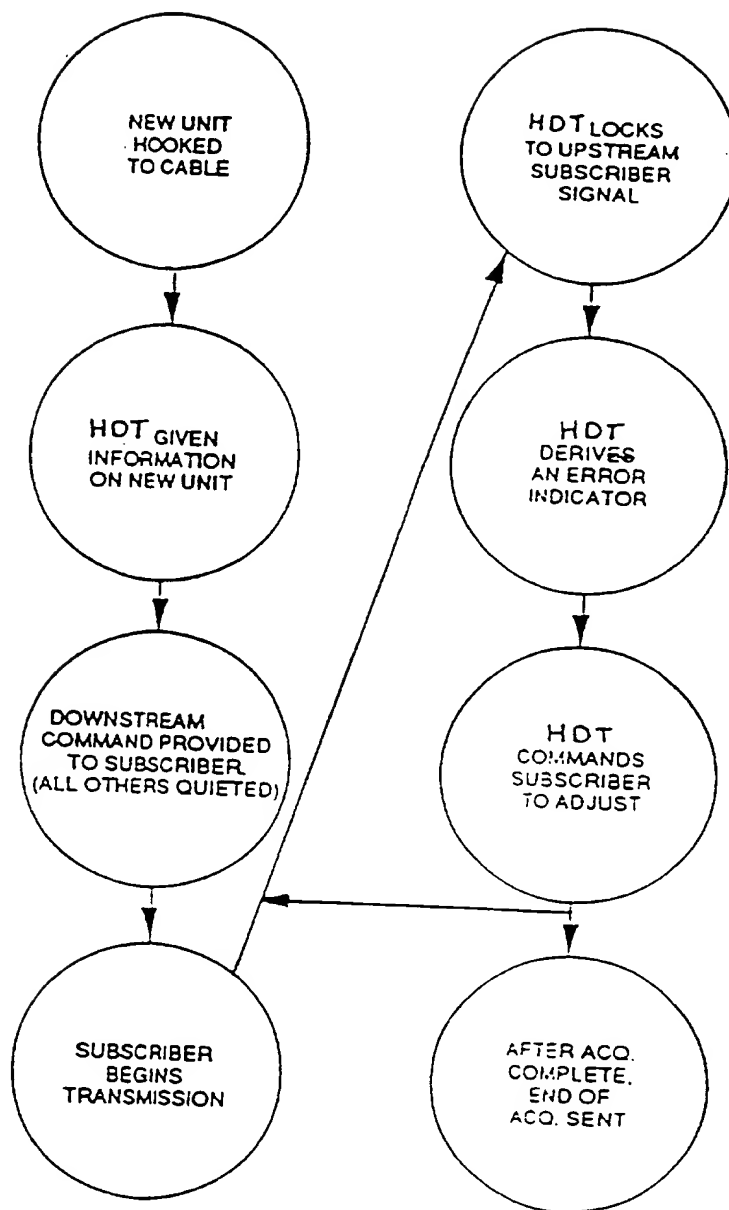 NEW UNIT
HOOKED
TO CABLE
HDT GIVEN
INFORMATION
ON NEW UNIT
DOWNSTREAM
COMMAND PROVIDED
TO SUBSCRIBER
(ALL OTHERS QUIETED)
SUBSCRIBER
BEGINS
TRANSMISSION
HDT LOCKS
TO UPSTREAM
SUBSCRIBER
SIGNAL
HDT
DERIVES
AN ERROR
INDICATOR
HDT
COMMANDS
SUBSCRIBER
TO ADJUST
AFTER ACQ.
COMPLETE,
END OF
ACQ. SENT